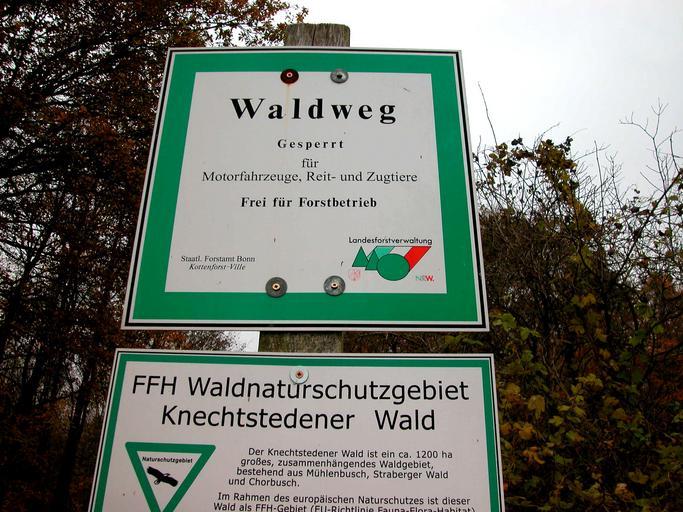 Waldweg
Gesperrt
für
Motorfahrzeuge, Reit- und Zugtiere
Frei für Forstbetrieb
Landesforstverwaltung
Staatl. Forstamt Bonn
Kottenforst-Ville
NRW.
FFH Waldnaturschutzgebiet
Knechtstedener Wald
Naturschutzgebiet
Der Knechtstedener Wald ist ein ca. 1200 ha
großes, zusammenhängendes Waldgebiet,
bestehend aus Mühlenbusch, Straberger Wald
und Chorbusch.
Im Rahmen des europäischen Naturschutzes ist dieser
Wald als FFH-Gebiet (EU-Richtlinie Fauna-Flora-Habitat)